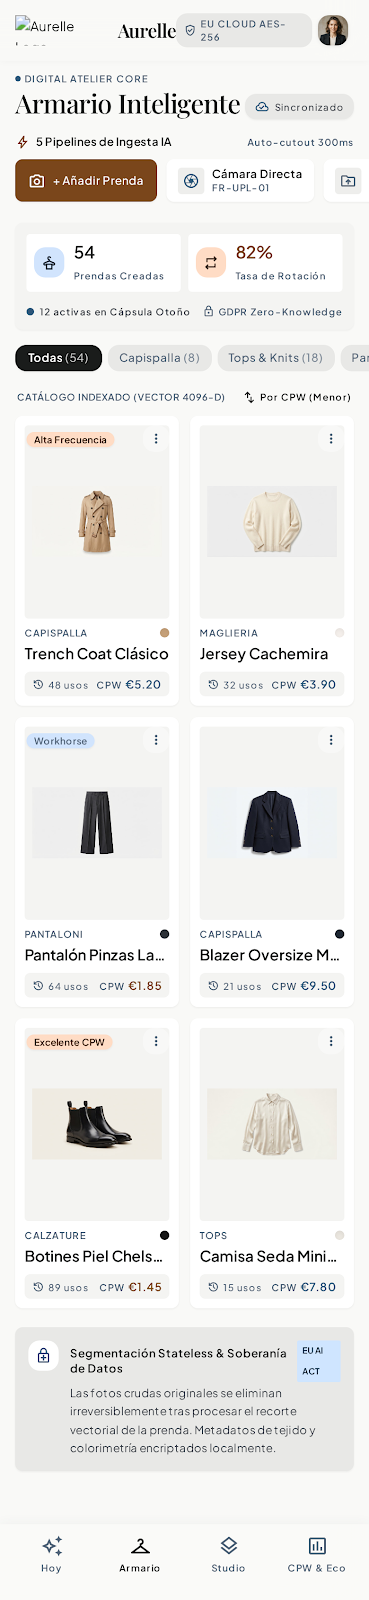 Aurelle
Aurelle
EU CLOUD AES-
256
DIGITAL ATELIER CORE
Armario Inteligente
Sincronizado
5 Pipelines de Ingesta IA
Auto-cutout 300ms
+ Añadir Prenda
Cámara Directa
FR-UPL-01
54
Prendas Creadas
82%
Tasa de Rotación
12 activas en Cápsula Otoño
GDPR Zero-Knowledge
Todas (54)
Capispalla (8)
Tops & Knits (18)
CATÁLOGO INDEXADO (VECTOR 4096-D)
Por CPW (Menor)
Alta Frecuencia
CAPISPALLA
Trench Coat Clásico
48 usos CPW €5.20
MAGLIERIA
Jersey Cachemira
32 usos CPW €3.90
Workhorse
PANTALONI
Pantalón Pinzas La...
64 usos CPW €1.85
CAPISPALLA
Blazer Oversize M...
21 usos CPW €9.50
Excelente CPW
CALZATURE
Botines Piel Chels...
89 usos CPW €1.45
TOPS
Camisa Seda Mini...
15 usos CPW €7.80
Segmentación Stateless & Soberanía
de Datos
EU AI
ACT
Las fotos crudas originales se eliminan
irreversiblemente tras procesar el recorte
vectorial de la prenda. Metadatos de tejido y
colorimetría encriptados localmente.
Hoy
Armario
Studio
CPW & Eco